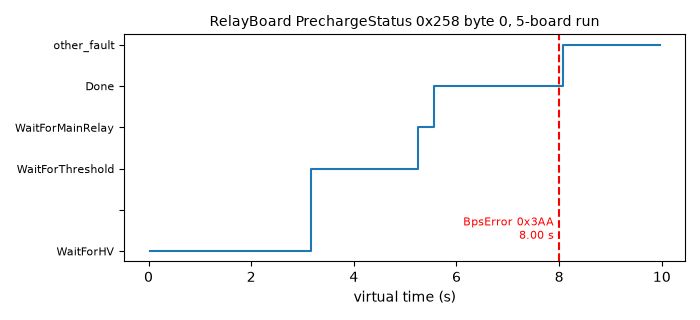 RelayBoard PrechargeStatus 0x258 byte 0, 5-board run
other_fault
Done
WaitForMainRelay
WaitForThreshold
WaitForHV
BpsError 0x3AA
8.00 s
0 2 4 6 8 10
virtual time (s)